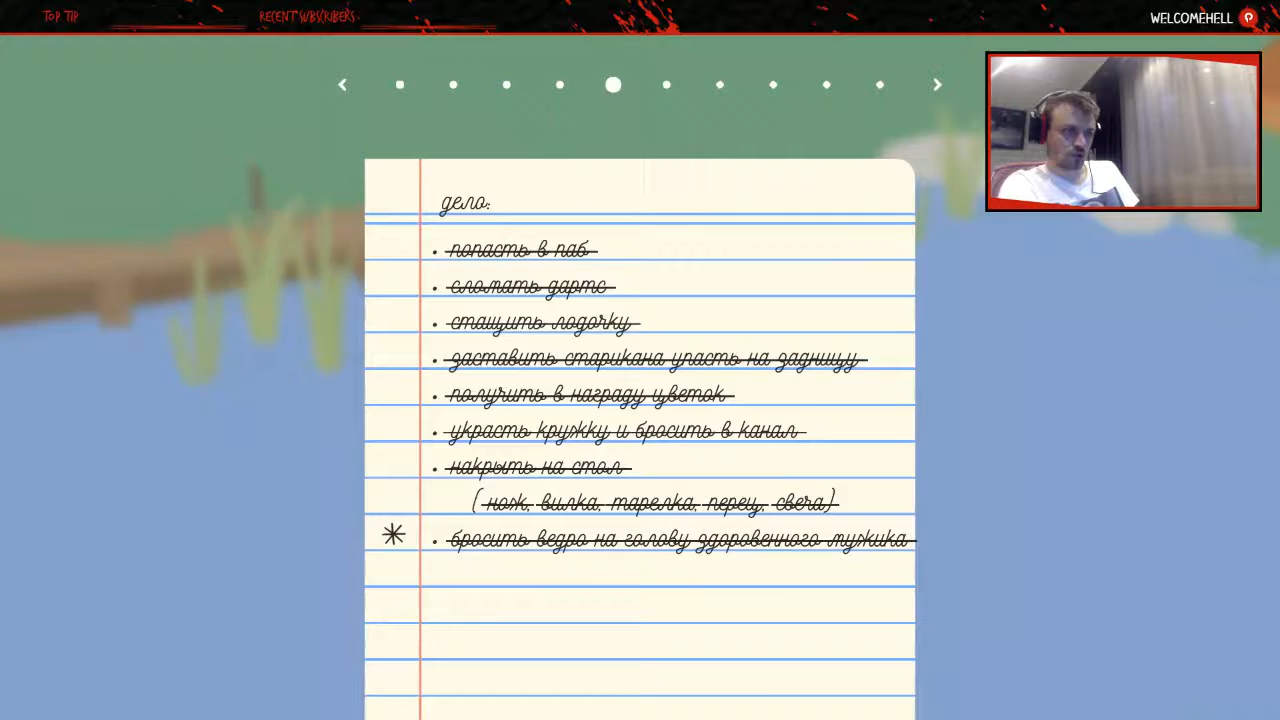 TOP TIP
RECENT SUBSCRIBERS
WELCOMEHELL
дело:
• попасть в паб
• сломать дартс
• стащить лодочку
• заставить старикана упасть на задницу
• получить в награду цветок
• украсть кружку и бросить в канал
• накрыть на стол
(нож, вилка, тарелка, перец, свеча)
• бросить ведро на голову здоровенного мужика